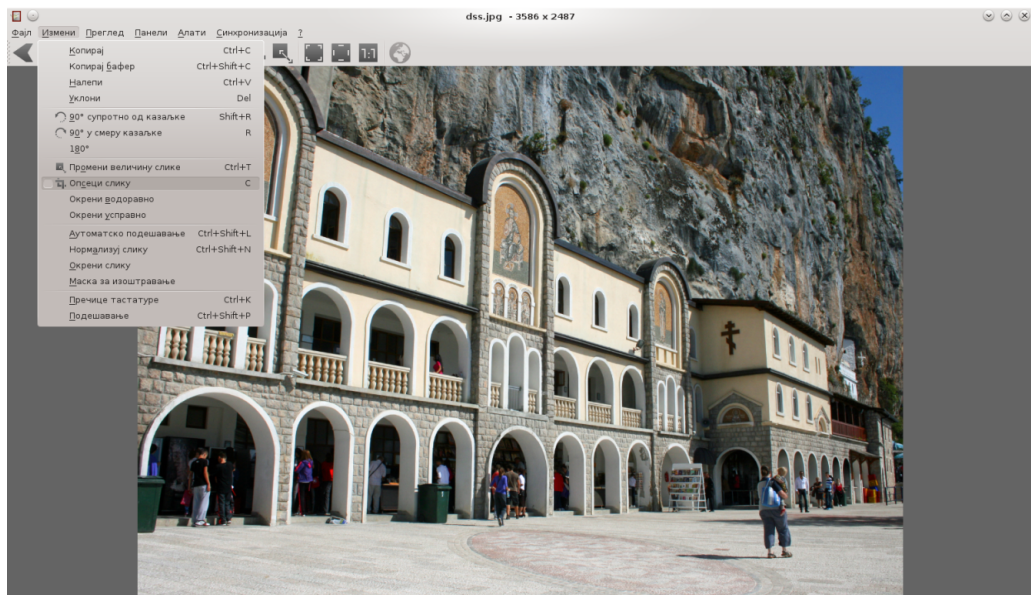 dss.jpg - 3586 x 2487
Фајл Измени Преглед Панели Алати Синхронизација ?
1:1
Копирај Ctrl+C
Копирај бафер Ctrl+Shift+C
Налепи Ctrl+V
Уклони Del
90° супротно од казаљке Shift+R
90° у смеру казаљке R
180°
Промени величину слике Ctrl+T
Опсеци слику C
Окрени водоравно
Окрени усправно
Аутоматско подешавање Ctrl+Shift+L
Нормализуј слику Ctrl+Shift+N
Окрени слику
Маска за изоштравање
Пречице тастатуре Ctrl+K
Подешавање Ctrl+Shift+P